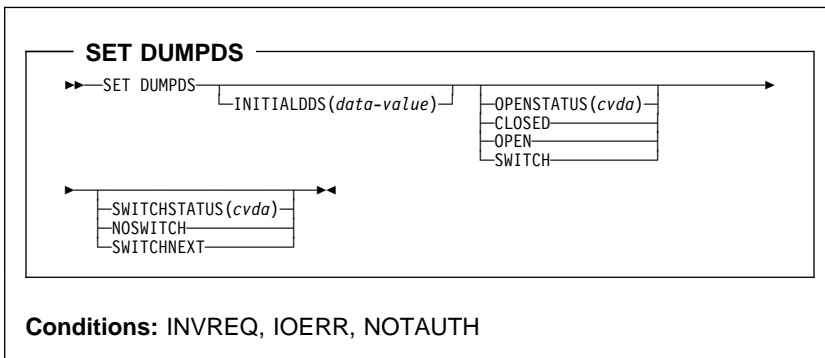 SET DUMPDS
SET DUMPDS
INITIALDDS(data-value) OPENSTATUS(cvda)
CLOSED
OPEN
SWITCH
SWITCHSTATUS(cvda)
NOSWITCH
SWITCHNEXT
Conditions: INVREQ, IOERR, NOTAUTH